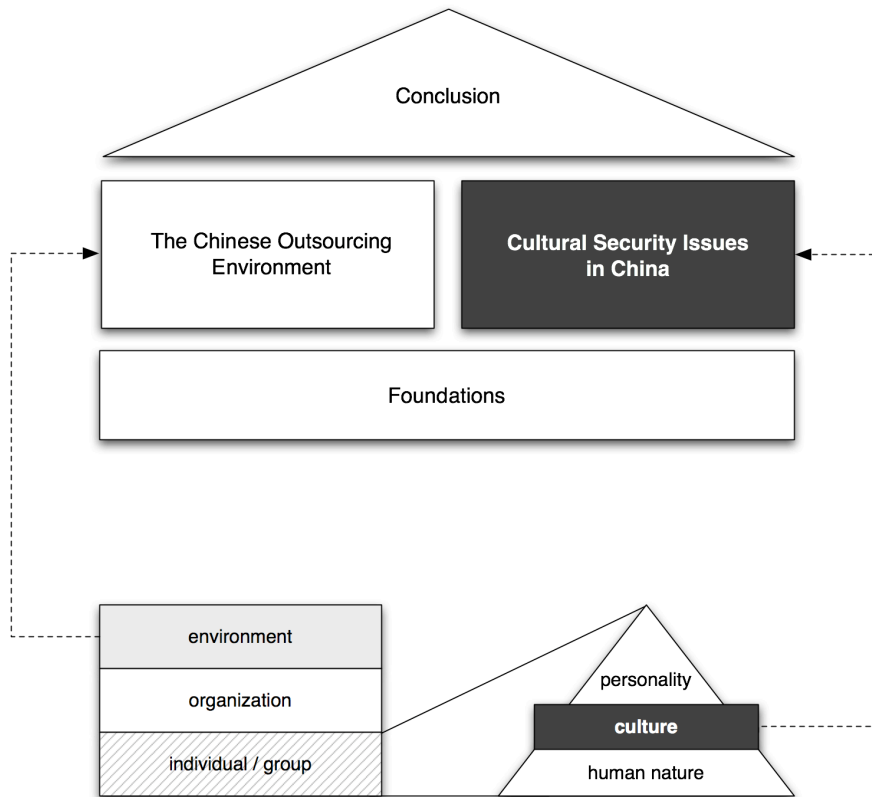 Conclusion
The Chinese Outsourcing
Environment
Cultural Security Issues
in China
Foundations
environment
organization
individual / group
personality
culture
human nature